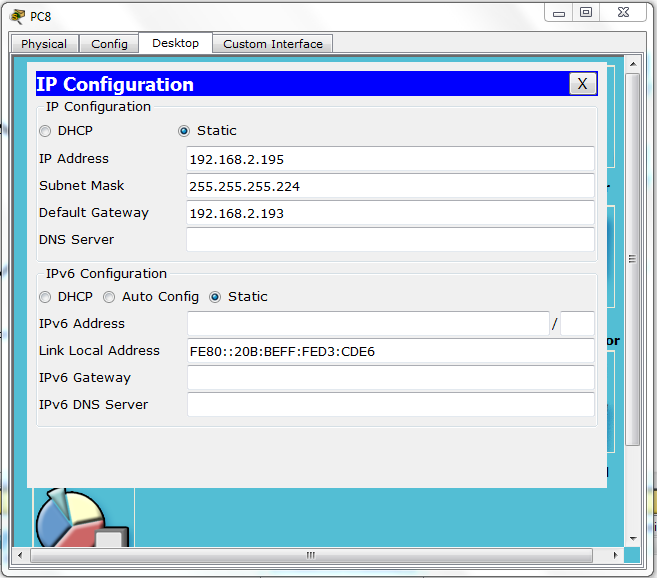 PC8
Physical Config Desktop Custom Interface
IP Configuration X
IP Configuration
DHCP Static
IP Address 192.168.2.195
Subnet Mask 255.255.255.224
Default Gateway 192.168.2.193
DNS Server
IPv6 Configuration
DHCP Auto Config Static
IPv6 Address /
Link Local Address FE80::20B:BEFF:FED3:CDE6
IPv6 Gateway
IPv6 DNS Server